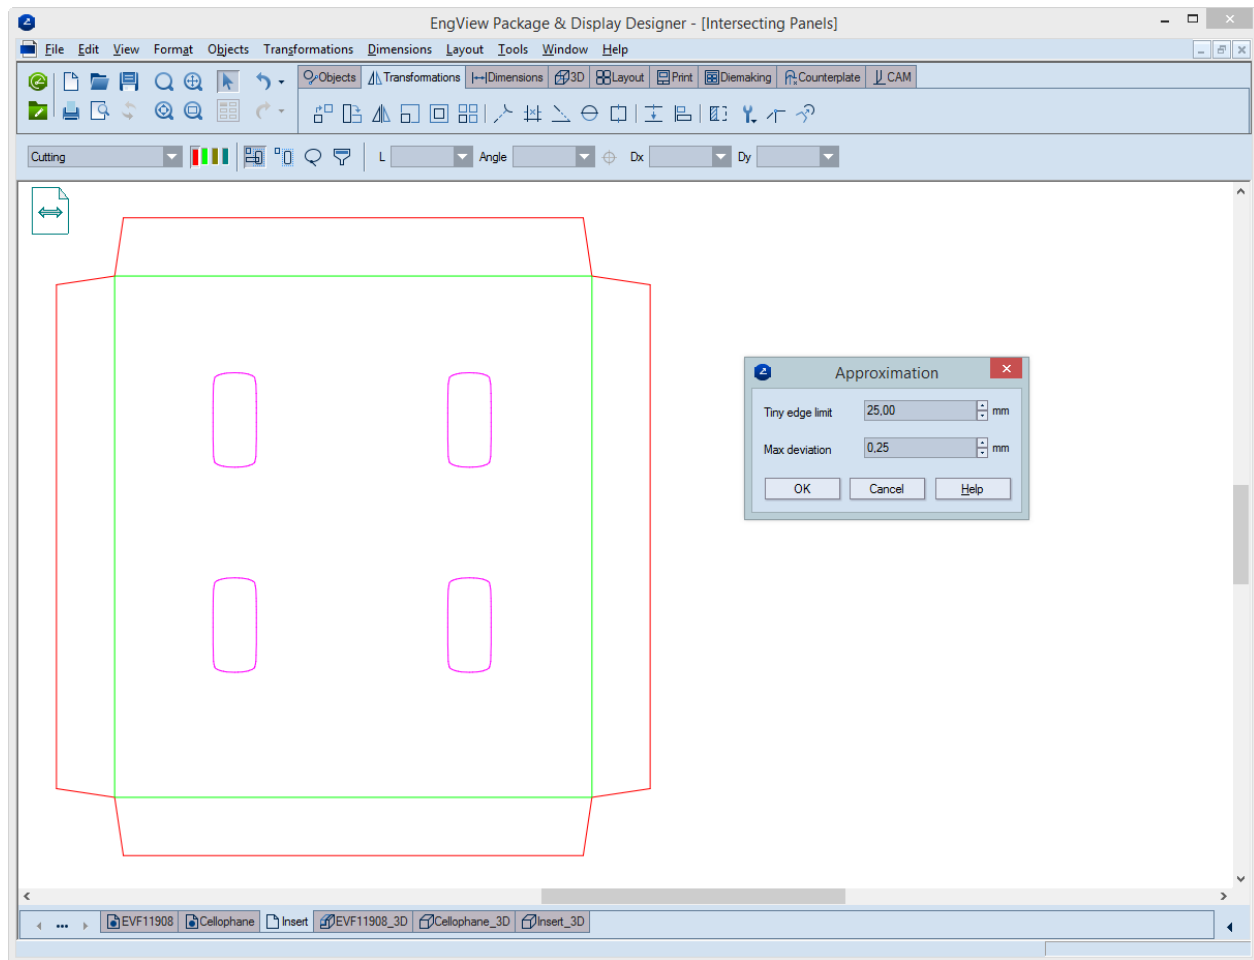 EngView Package & Display Designer - [Intersecting Panels]
File Edit View Format Objects Transformations Dimensions Layout Tools Window Help
Objects Transformations Dimensions 3D Layout Print Diemaking Counterplate CAM
Cutting L Angle Dx Dy
Approximation
Tiny edge limit 25,00 mm
Max deviation 0,25 mm
OK Cancel Help
EVF11908 Cellophane Insert EVF11908_3D Cellophane_3D Insert_3D